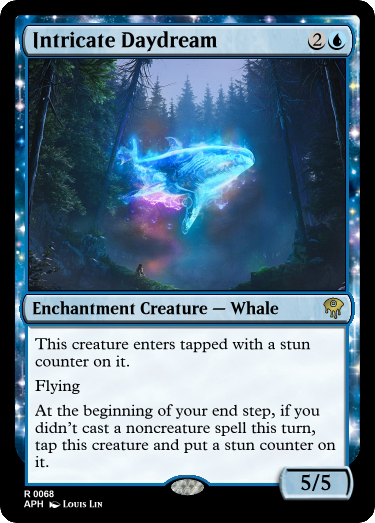 Intricate Daydream 2
Enchantment Creature — Whale
This creature enters tapped with a stun
counter on it.
Flying
At the beginning of your end step, if you
didn't cast a noncreature spell this turn,
tap this creature and put a stun counter on
it.
5/5
R 0068
APH Louis Lin